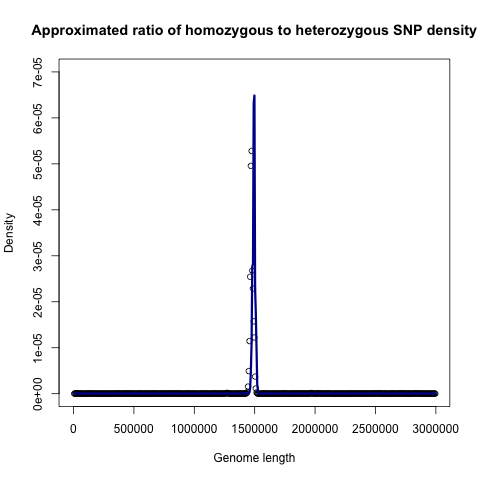 Approximated ratio of homozygous to heterozygous SNP density
7e-05
6e-05
5e-05
4e-05
3e-05
2e-05
1e-05
0e+00
Density
0 500000 1000000 1500000 2000000 2500000 3000000
Genome length